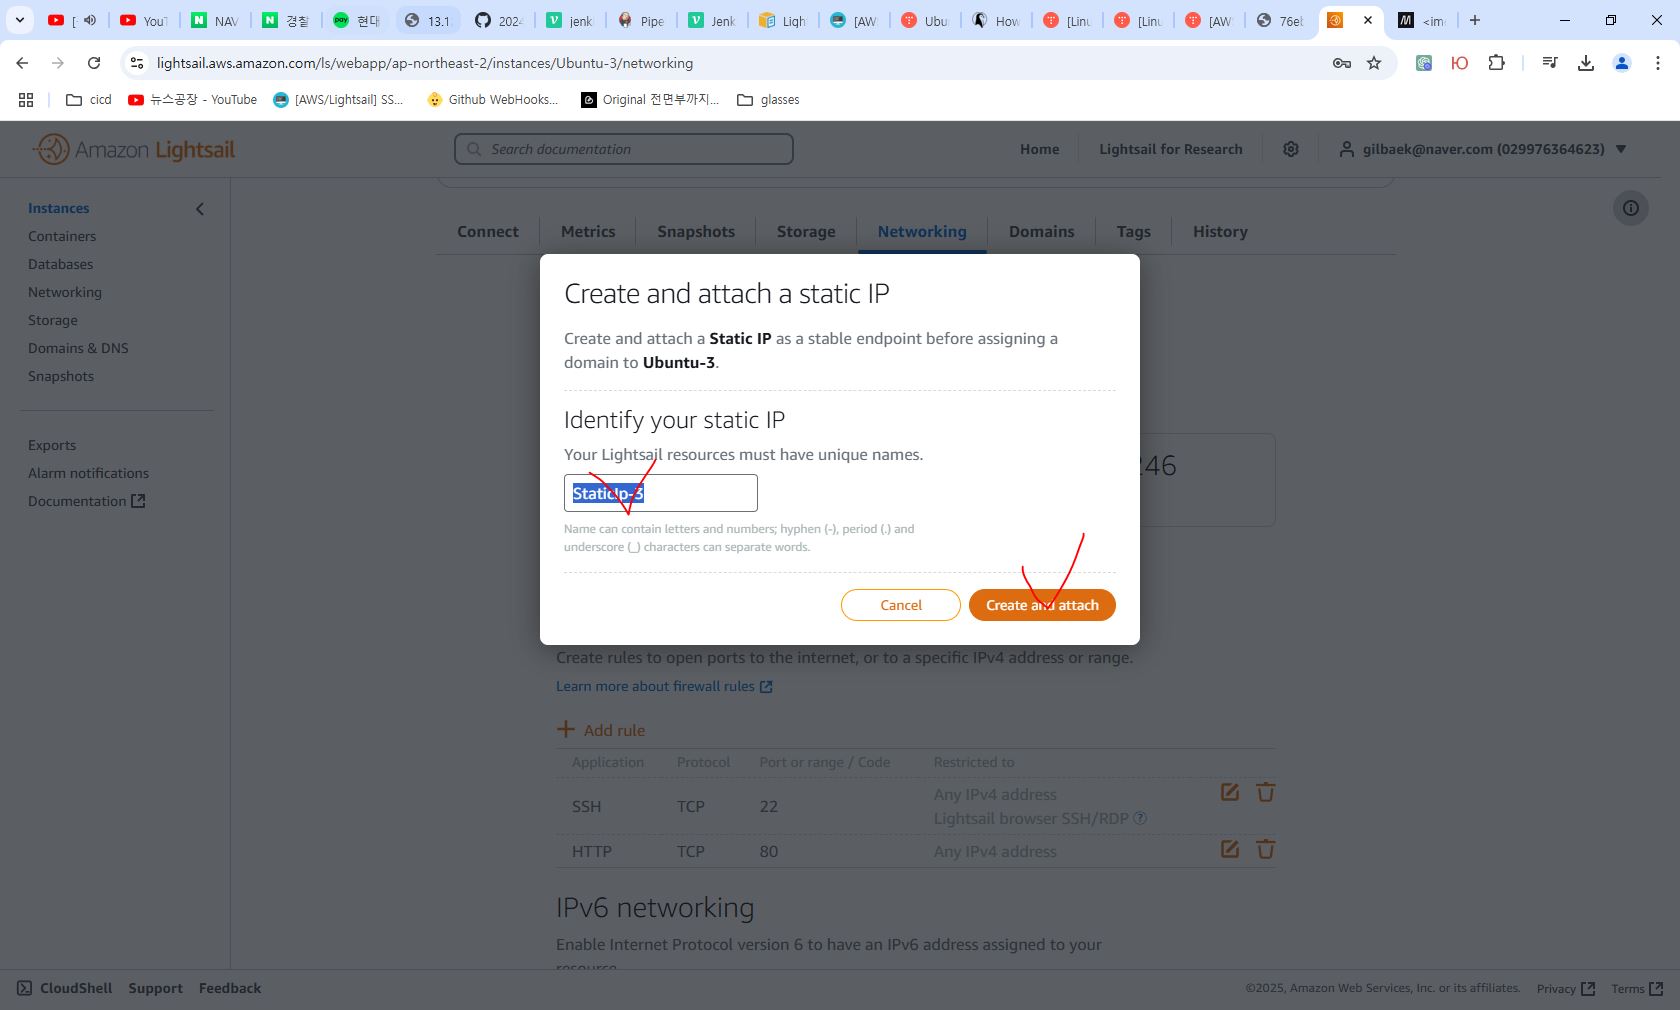 [
YouT
NAV
경찰
pay
현대
13.1
2024
jenk
Pipe
Jenk
Ligh
[AW
Ubu
How
[Linu
[Linu
[AW
76eb
<im
lightsail.aws.amazon.com/ls/webapp/ap-northeast-2/instances/Ubuntu-3/networking
cicd
뉴스공장 - YouTube
[AWS/Lightsail] SS...
Github WebHooks...
Original 전면부까지...
glasses
Amazon Lightsail
Search documentation
Home
Lightsail for Research
gilbaek@naver.com (029976364623)
Instances
Containers
Databases
Networking
Storage
Domains & DNS
Snapshots
Exports
Alarm notifications
Documentation
Connect
Metrics
Snapshots
Storage
Networking
Domains
Tags
History
Create and attach a static IP
Create and attach a Static IP as a stable endpoint before assigning a
domain to Ubuntu-3.
Identify your static IP
Your Lightsail resources must have unique names.
StaticIp-3
Name can contain letters and numbers; hyphen (-), period (.) and
underscore (_) characters can separate words.
Cancel
Create and attach
246
Create rules to open ports to the internet, or to a specific IPv4 address or range.
Learn more about firewall rules
Add rule
Application Protocol Port or range / Code Restricted to
SSH TCP 22 Any IPv4 address
Lightsail browser SSH/RDP ?
HTTP TCP 80 Any IPv4 address
IPv6 networking
Enable Internet Protocol version 6 to have an IPv6 address assigned to your
resource.
CloudShell
Support
Feedback
©2025, Amazon Web Services, Inc. or its affiliates.
Privacy
Terms